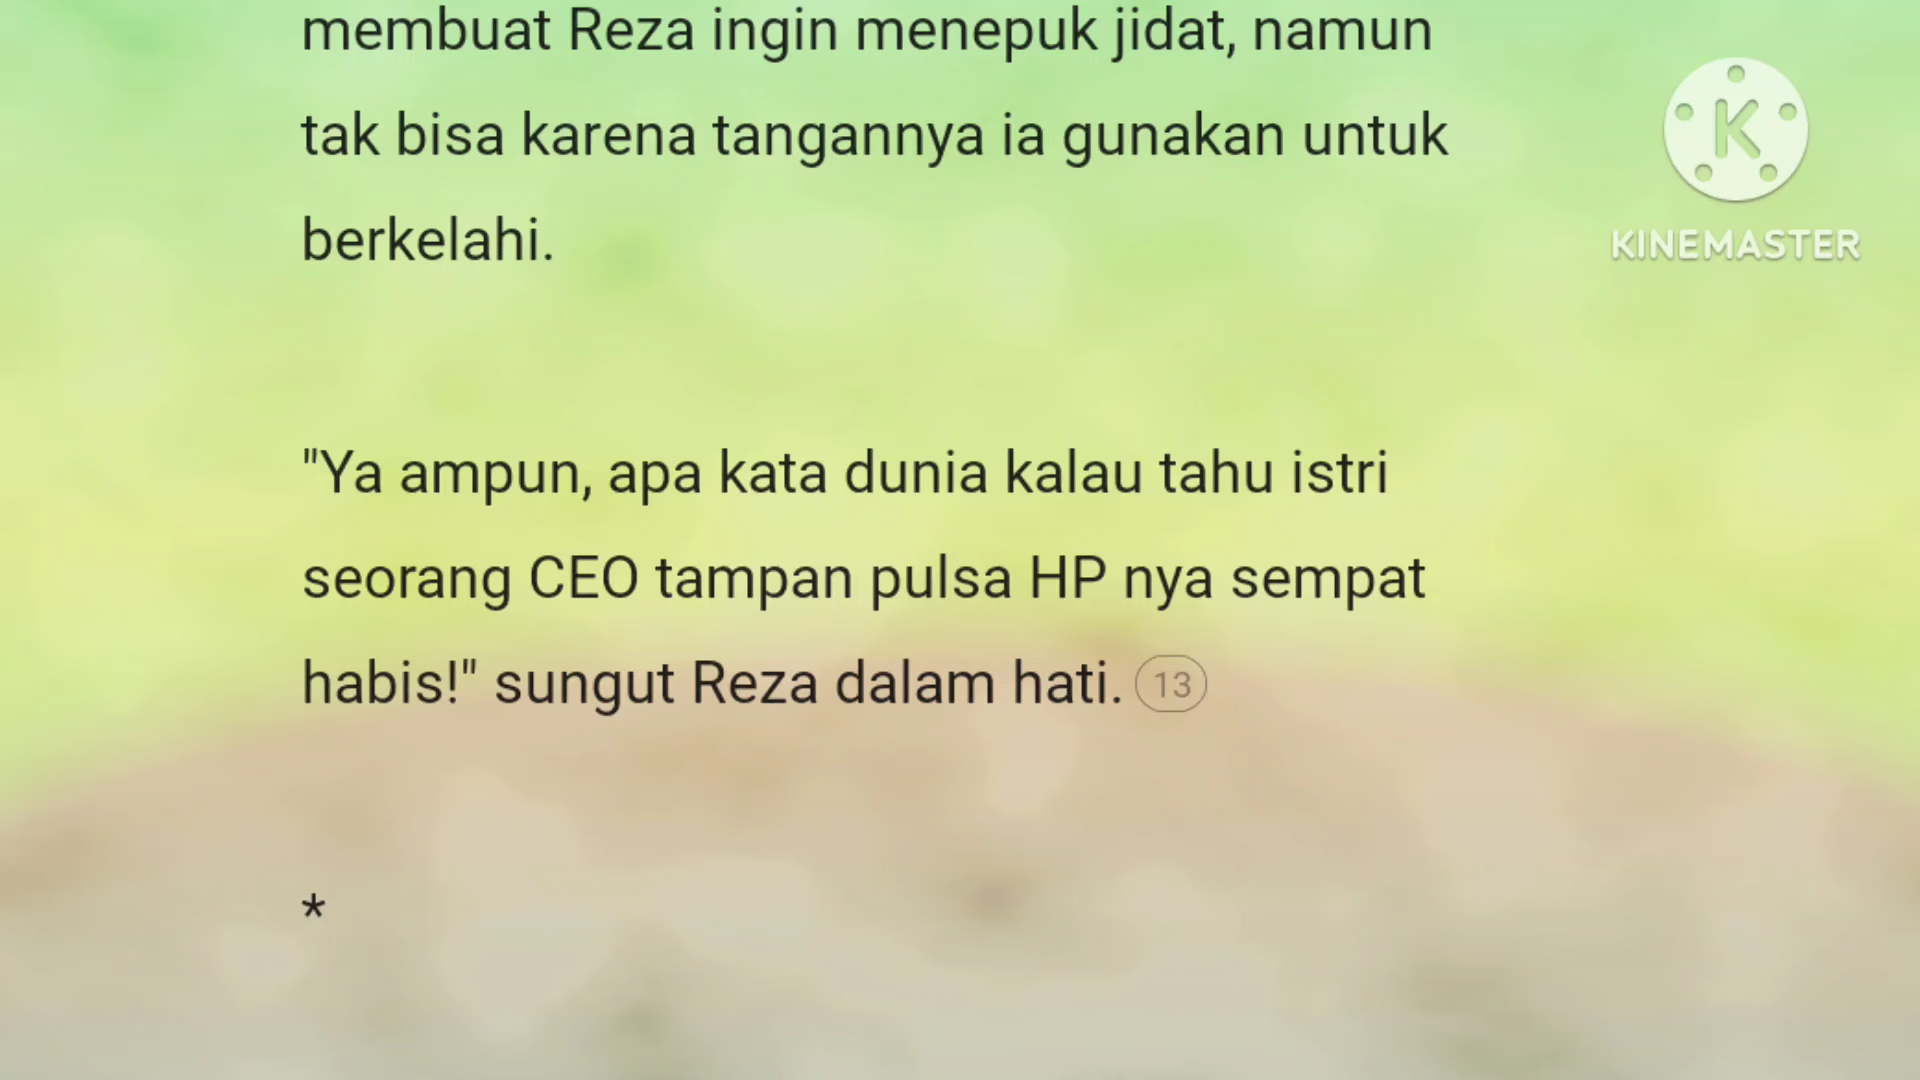 membuat Reza ingin menepuk jidat, namun
tak bisa karena tangannya ia gunakan untuk
berkelahi.
"Ya ampun, apa kata dunia kalau tahu istri
seorang CEO tampan pulsa HP nya sempat
habis!" sungut Reza dalam hati. 13
*
K
KINEMASTER